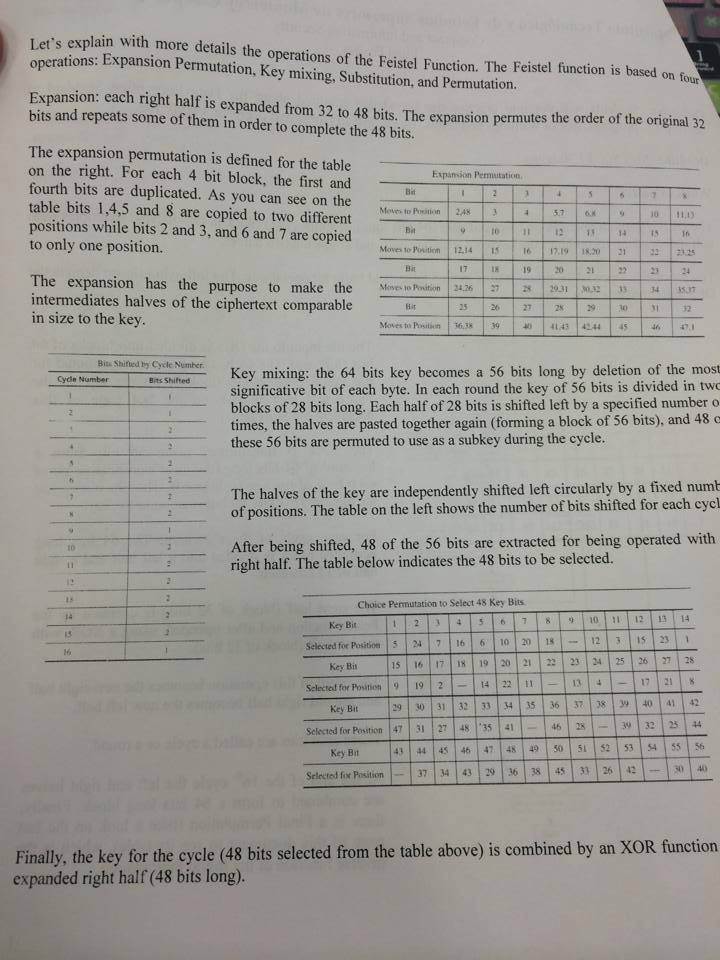 Let's explain with more details the operations of the Feistel Function. The Feistel function is based on four
operations: Expansion Permutation, Key mixing, Substitution, and Permutation.
Expansion: each right half is expanded from 32 to 48 bits. The expansion permutes the order of the original 32
bits and repeats some of them in order to complete the 48 bits.
The expansion permutation is defined for the table
on the right. For each 4 bit block, the first and
fourth bits are duplicated. As you can see on the
table bits 1,4,5 and 8 are copied to two different
positions while bits 2 and 3, and 6 and 7 are copied
to only one position.
The expansion has the purpose to make the
intermediates halves of the ciphertext comparable
in size to the key.
Expansion Permutation.
Bit 1 2 3 4 5 6 7 8
Moves to Position 2,48 3 4 5,7 6,8 9 10 11,13
Bit 9 10 11 12 13 14 15 16
Moves to Position 12,14 15 16 17,19 18,20 21 22 23,25
Bit 17 18 19 20 21 22 23 24
Moves to Position 24,26 27 28 29,31 30,32 33 34 35,37
Bit 25 26 27 28 29 30 31 32
Moves to Position 36,38 39 40 41,43 42,44 45 46 47,1
Bits Shifted by Cycle Number.
Cycle Number Bits Shifted
1 1
2 1
3 2
4 2
5 2
6 2
7 2
8 2
9 1
10 2
11 2
12 2
13 2
14 2
15 2
16 1
Key mixing: the 64 bits key becomes a 56 bits long by deletion of the most
significative bit of each byte. In each round the key of 56 bits is divided in two
blocks of 28 bits long. Each half of 28 bits is shifted left by a specified number o
times, the halves are pasted together again (forming a block of 56 bits), and 48 o
these 56 bits are permuted to use as a subkey during the cycle.
The halves of the key are independently shifted left circularly by a fixed numb
of positions. The table on the left shows the number of bits shifted for each cycl
After being shifted, 48 of the 56 bits are extracted for being operated with
right half. The table below indicates the 48 bits to be selected.
Choice Permutation to Select 48 Key Bits.
Key Bit 1 2 3 4 5 6 7 8 9 10 11 12 13 14
Selected for Position 5 24 7 16 6 10 20 18 — 12 3 15 23 1
Key Bit 15 16 17 18 19 20 21 22 23 24 25 26 27 28
Selected for Position 9 19 2 — 14 22 11 — 13 4 — 17 21 8
Key Bit 29 30 31 32 33 34 35 36 37 38 39 40 41 42
Selected for Position 47 31 27 48 35 41 — 46 28 — 39 32 25 44
Key Bit 43 44 45 46 47 48 49 50 51 52 53 54 55 56
Selected for Position — 37 34 43 29 36 38 45 33 26 42 — 30 40
Finally, the key for the cycle (48 bits selected from the table above) is combined by an XOR function
expanded right half (48 bits long).